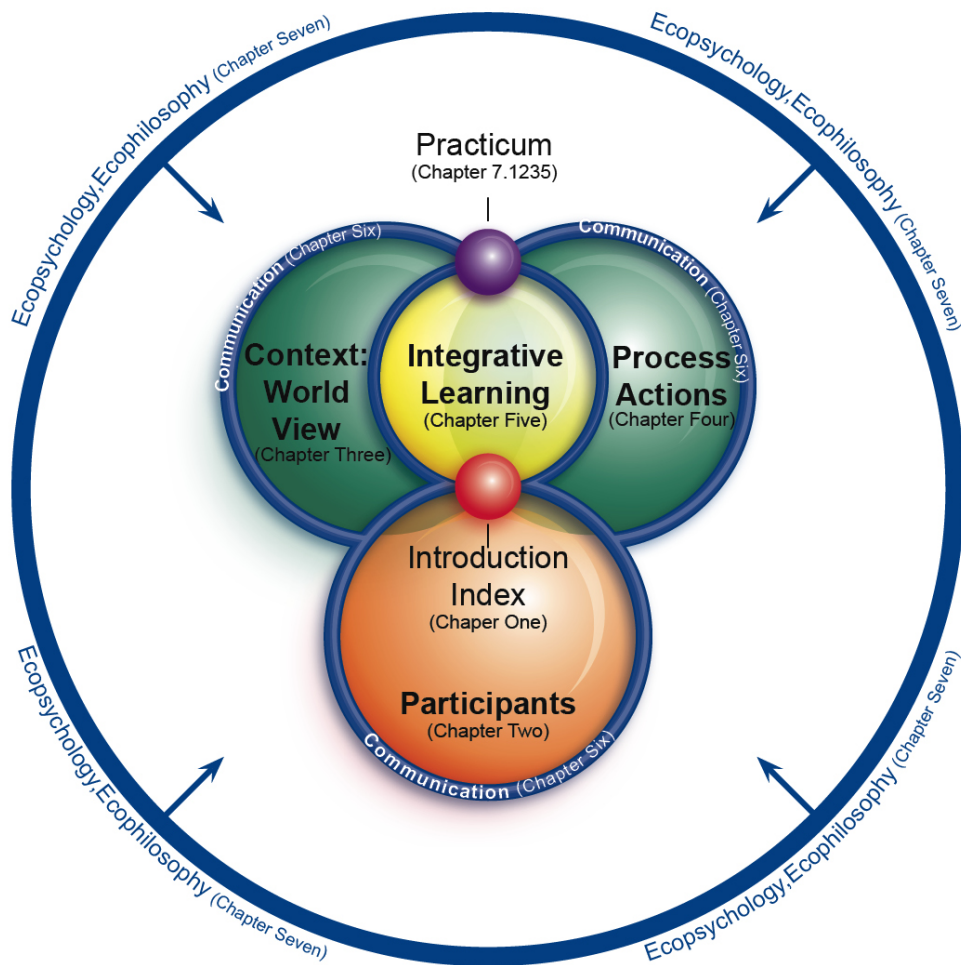 Ecopsychology,Ecophilosophy (Chapter Seven)
Ecopsychology,Ecophilosophy (Chapter Seven)
Practicum
(Chapter 7.1235)
Communication (Chapter Six)
Communication (Chapter Six)
Context:
World
View
(Chapter Three)
Integrative
Learning
(Chapter Five)
Process
Actions
(Chapter Four)
Introduction
Index
(Chaper One)
Participants
(Chapter Two)
Communication (Chapter Six)
Ecopsychology,Ecophilosophy (Chapter Seven)
Ecopsychology,Ecophilosophy (Chapter Seven)